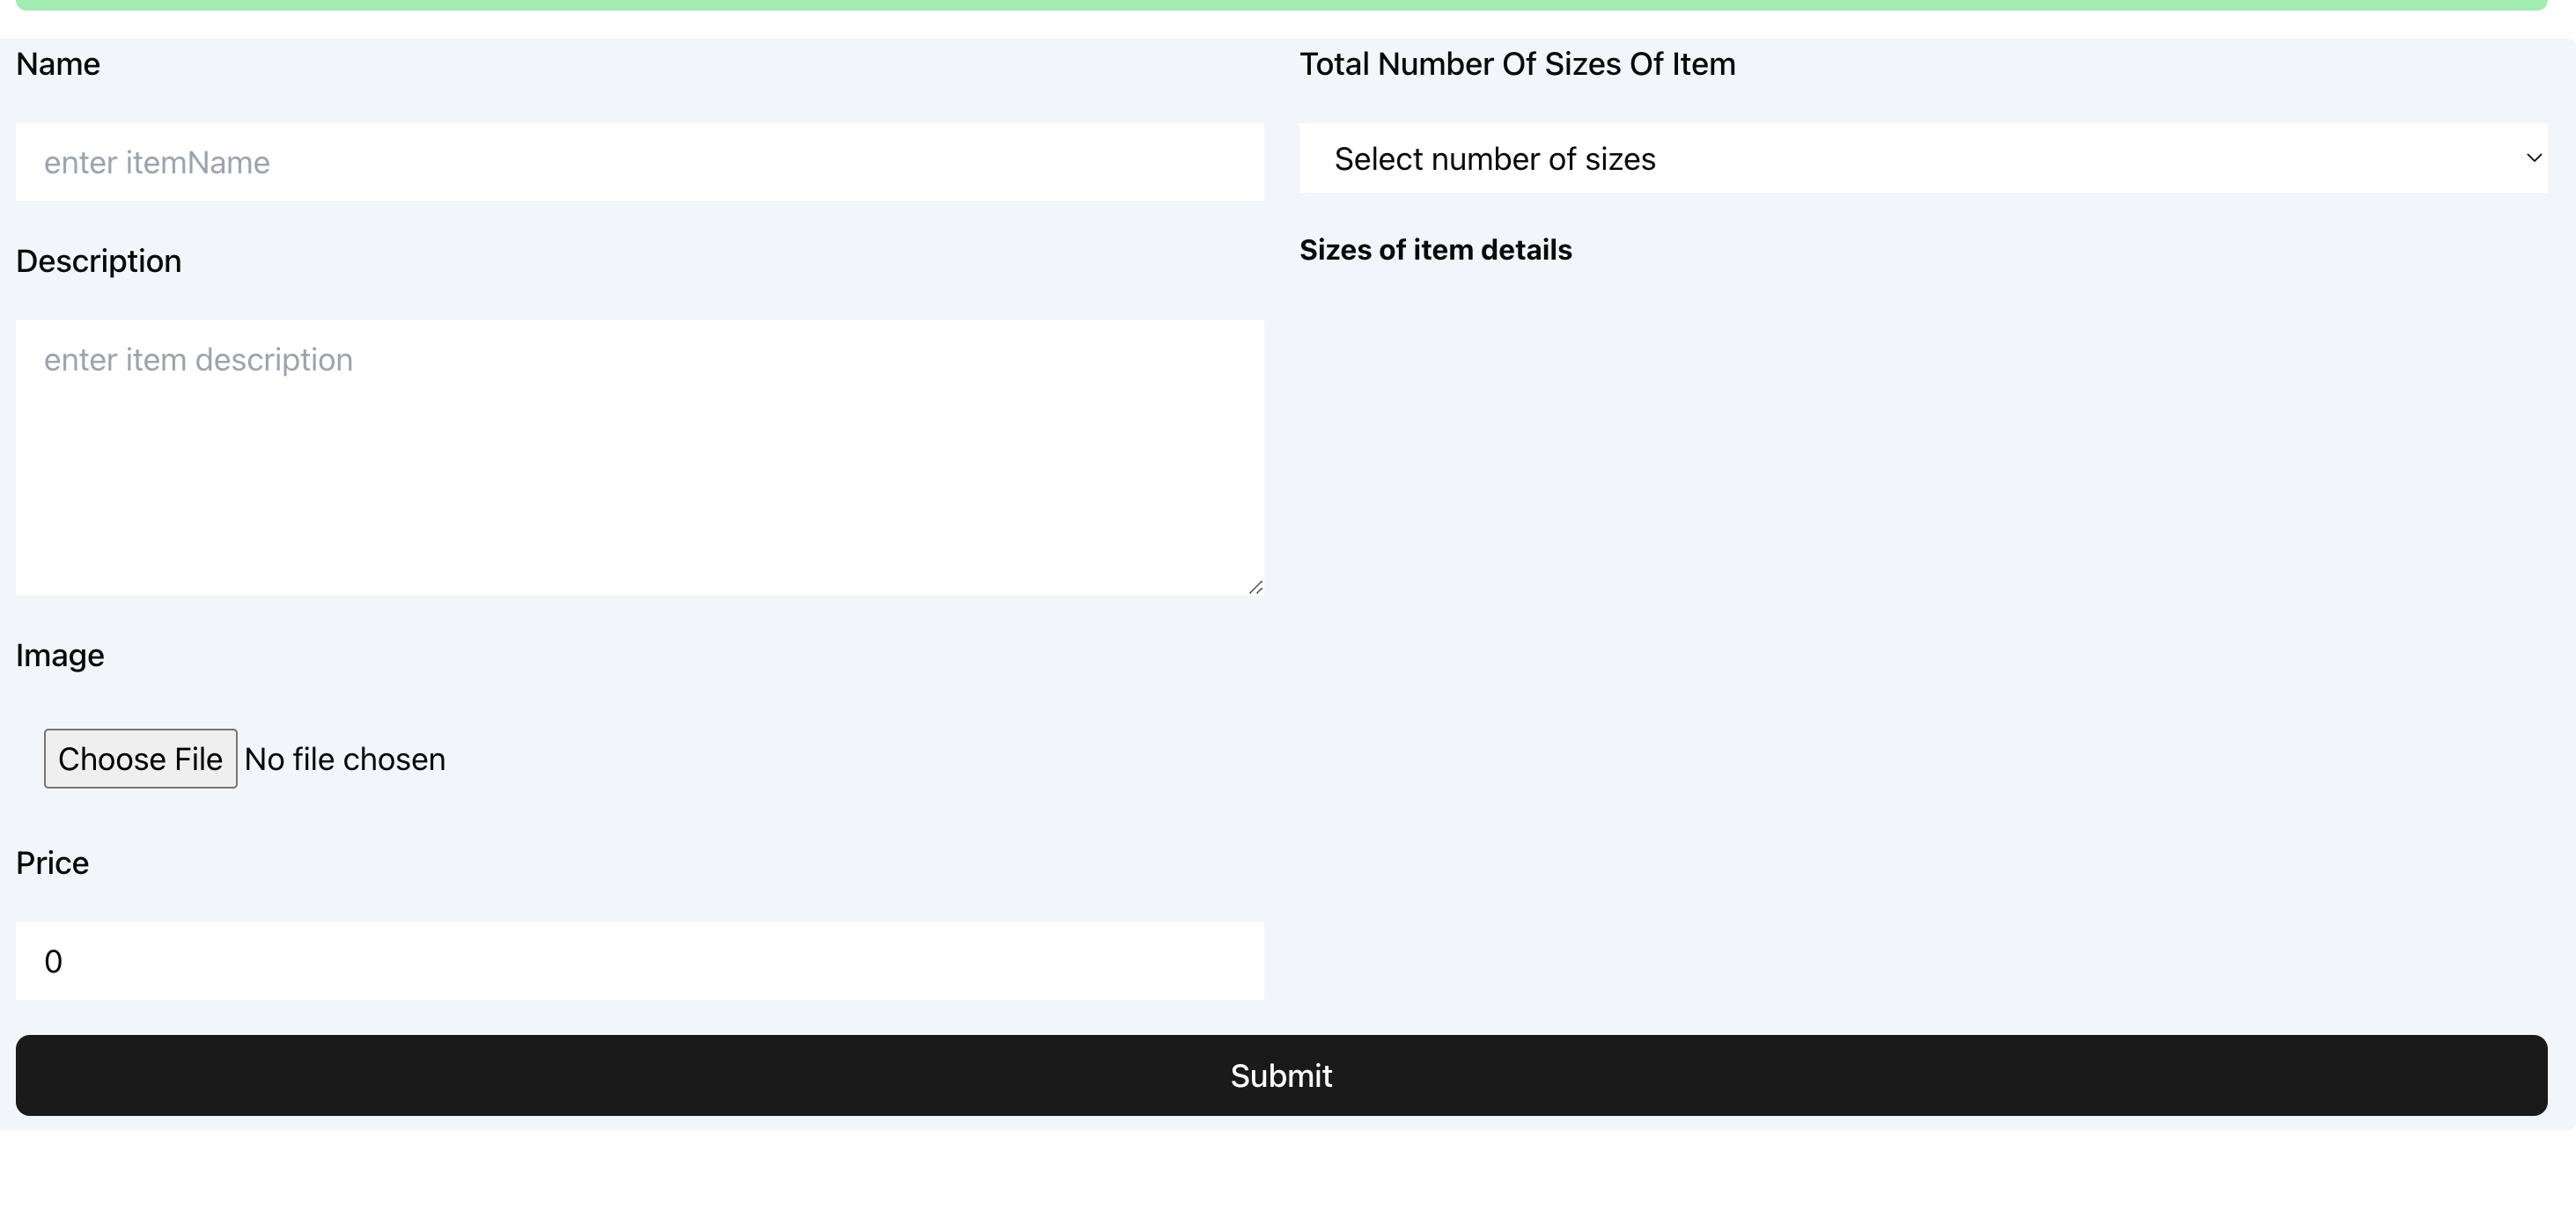 Name
enter itemName
Description
enter item description
Image
Choose File No file chosen
Price
0
Total Number Of Sizes Of Item
Select number of sizes
Sizes of item details
Submit